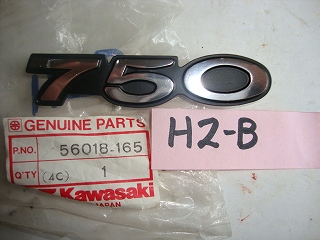 750
GENUINE PARTS
P.NO. 56018-165
Q'TY (4C) 1
Kawasaki
JAPAN
H2-B